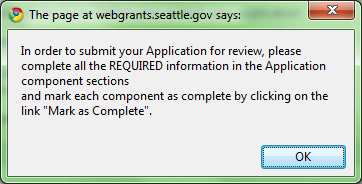 The page at webgrants.seattle.gov says:
In order to submit your Application for review, please
complete all the REQUIRED information in the Application
component sections
and mark each component as complete by clicking on the
link "Mark as Complete".
OK